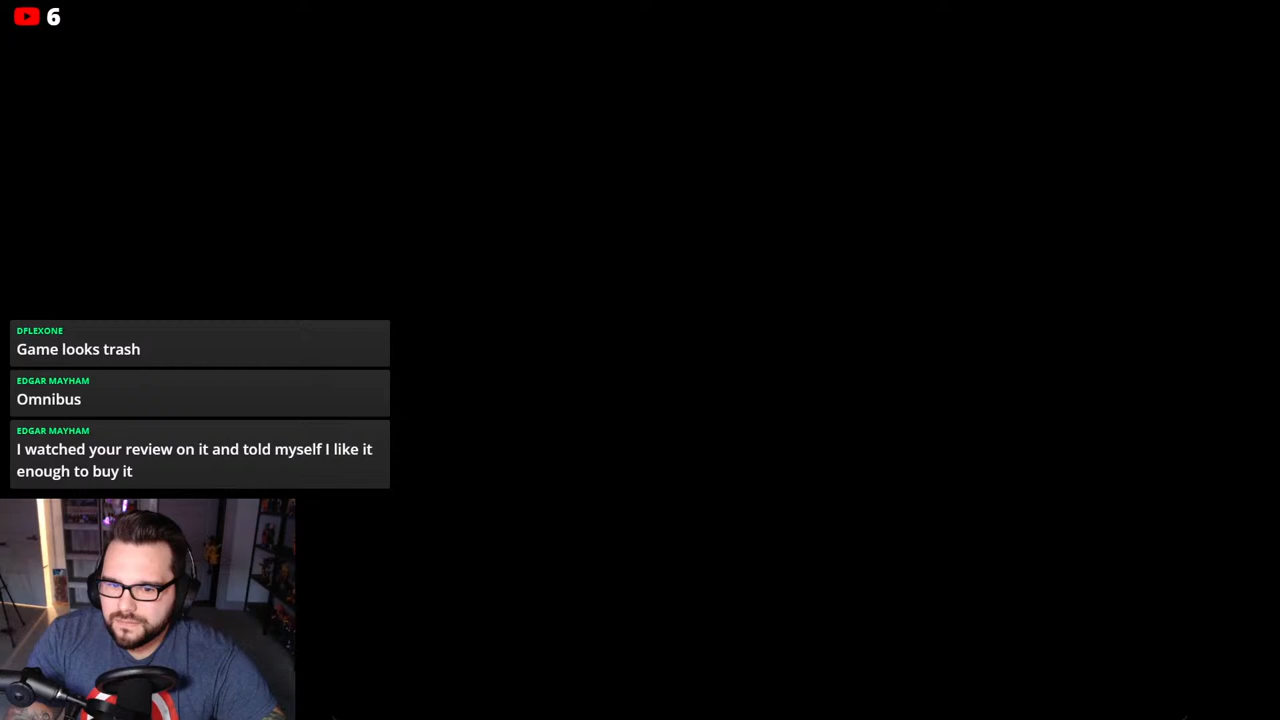 6
DFLEXONE
Game looks trash
EDGAR MAYHAM
Omnibus
EDGAR MAYHAM
I watched your review on it and told myself I like it
enough to buy it